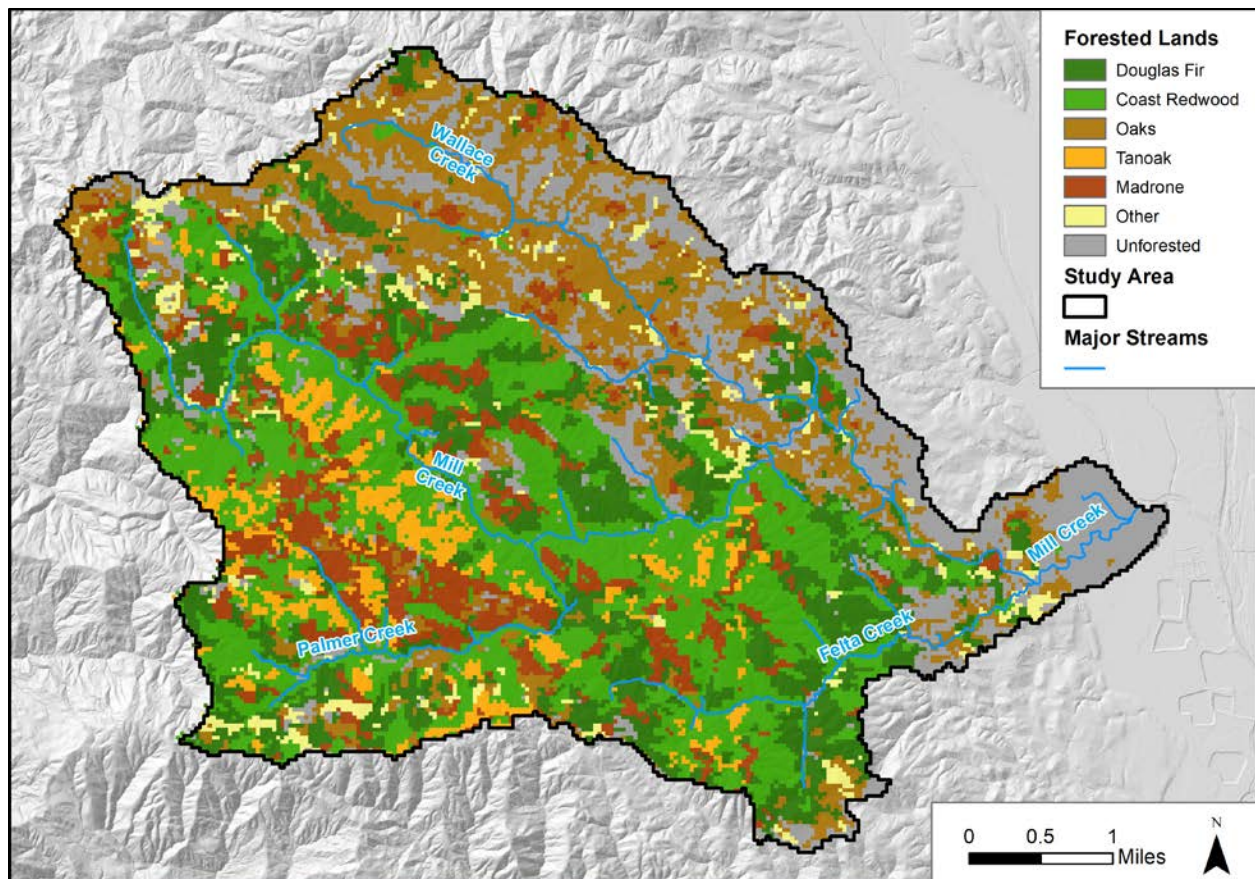 Forested Lands
Douglas Fir
Coast Redwood
Oaks
Tanoak
Madrone
Other
Unforested
Study Area
Major Streams
Wallace
Creek
Mill
Creek
Mill Creek
Felta Creek
Palmer Creek
N
0 0.5 1
Miles